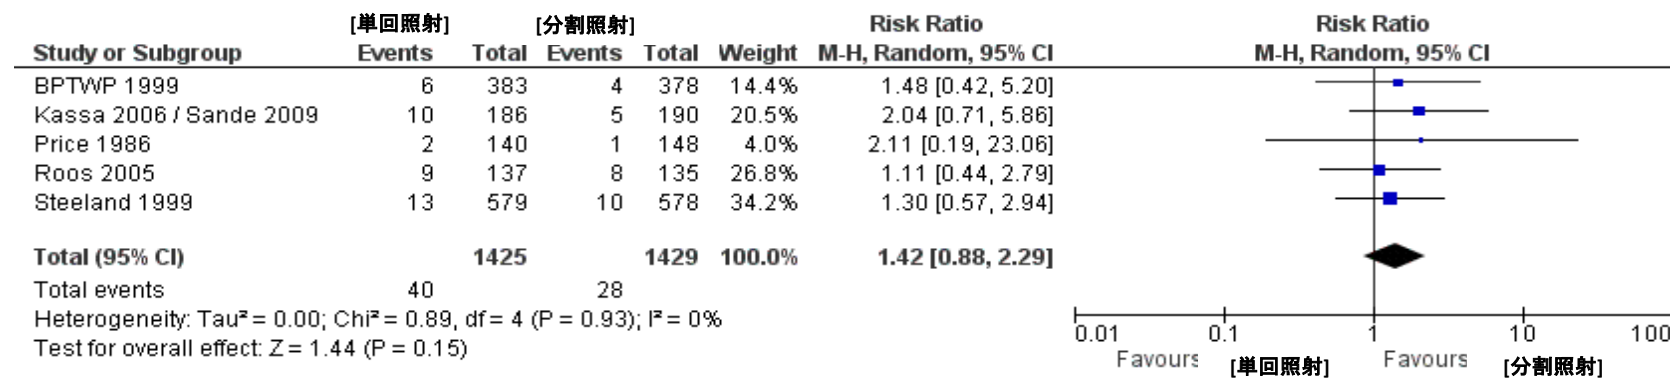 [単回照射] [分割照射] Risk Ratio Risk Ratio
Study or Subgroup Events Total Events Total Weight M-H, Random, 95% CI M-H, Random, 95% CI
BPTWP 1999 6 383 4 378 14.4% 1.48 [0.42, 5.20]
Kassa 2006 / Sande 2009 10 186 5 190 20.5% 2.04 [0.71, 5.86]
Price 1986 2 140 1 148 4.0% 2.11 [0.19, 23.06]
Roos 2005 9 137 8 135 26.8% 1.11 [0.44, 2.79]
Steeland 1999 13 579 10 578 34.2% 1.30 [0.57, 2.94]
Total (95% CI) 1425 1429 100.0% 1.42 [0.88, 2.29]
Total events 40 28
Heterogeneity: Tau² = 0.00; Chi² = 0.89, df = 4 (P = 0.93); I² = 0%
Test for overall effect: Z = 1.44 (P = 0.15)
0.01 0.1 1 10 100
Favours [単回照射] Favours [分割照射]